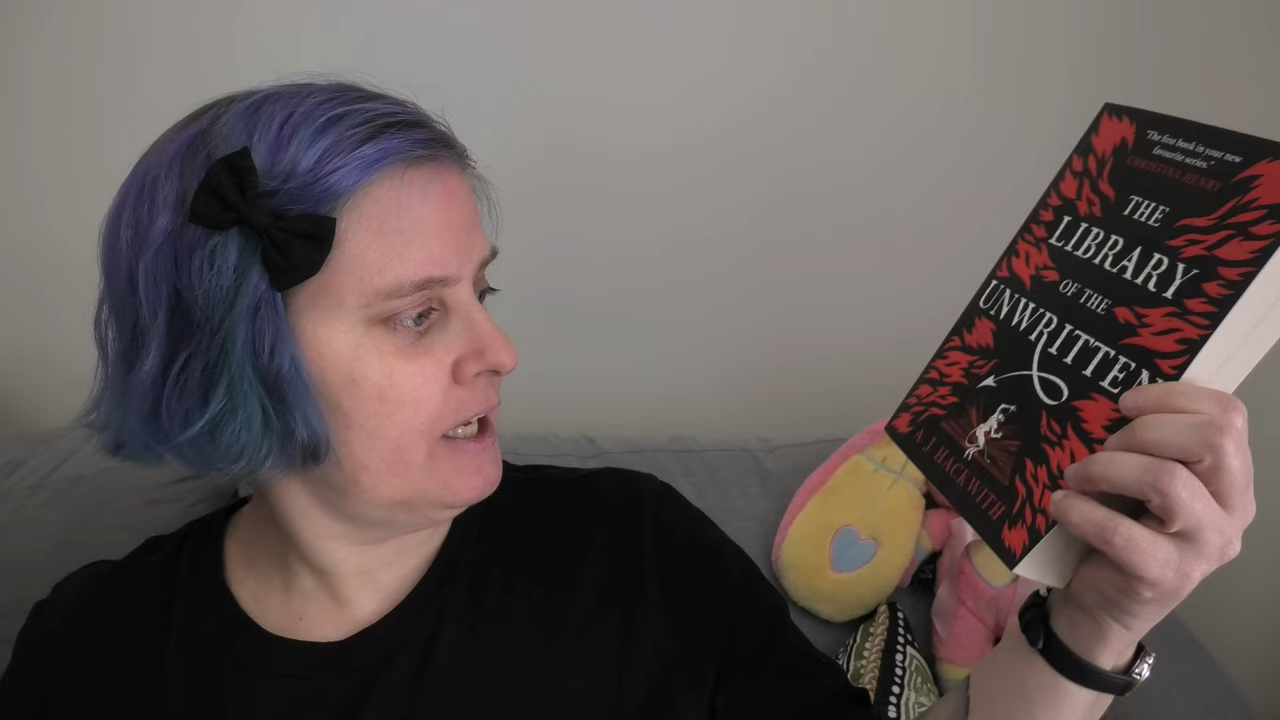 "The first book in your new
favourite series."
CHRISTINA HENRY
THE
LIBRARY
OF THE
UNWRITTEN
A.J. HACKWITH